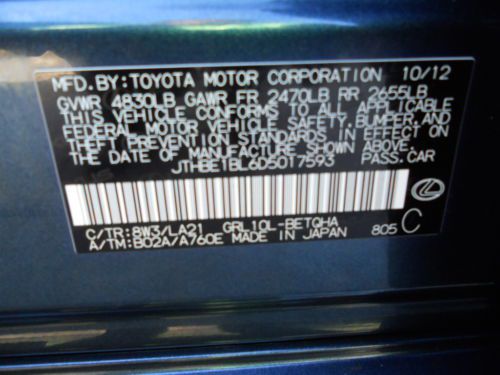 MFD. BY: TOYOTA MOTOR CORPORATION 10/12
GVWR 4830LB GAWR FR 2470LB RR 2655LB
THIS VEHICLE CONFORMS TO ALL APPLICABLE
FEDERAL MOTOR VEHICLE SAFETY, BUMPER, AND
THEFT PREVENTION STANDARDS IN EFFECT ON
THE DATE OF MANUFACTURE SHOWN ABOVE.
JTHBE1BL6D5017593 PASS. CAR
C/TR: 8W3/LA21 GRL10L-BETQHA
A/TM: B02A/A760E MADE IN JAPAN 805 C